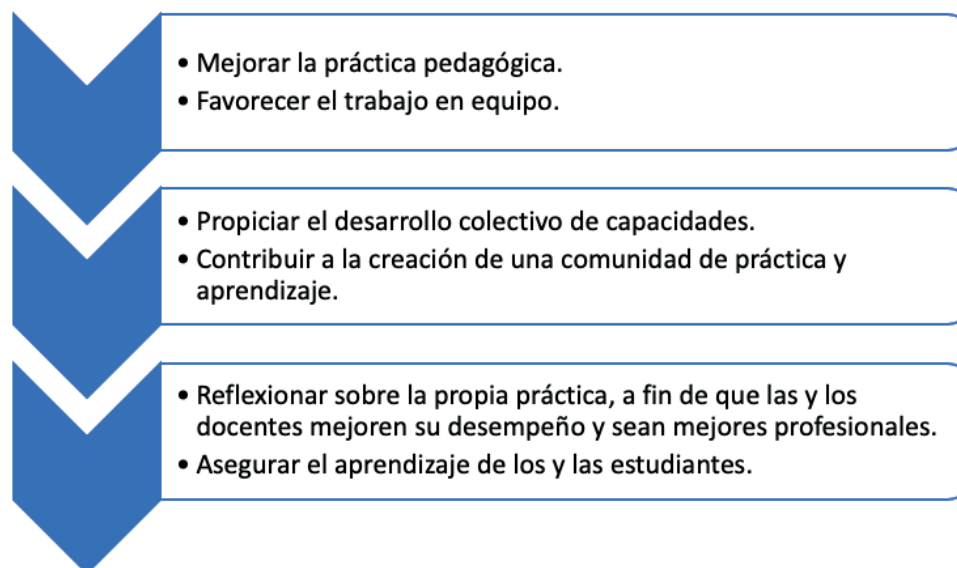 • Mejorar la práctica pedagógica.
• Favorecer el trabajo en equipo.
• Propiciar el desarrollo colectivo de capacidades.
• Contribuir a la creación de una comunidad de práctica y
aprendizaje.
• Reflexionar sobre la propia práctica, a fin de que las y los
docentes mejoren su desempeño y sean mejores profesionales.
• Asegurar el aprendizaje de los y las estudiantes.